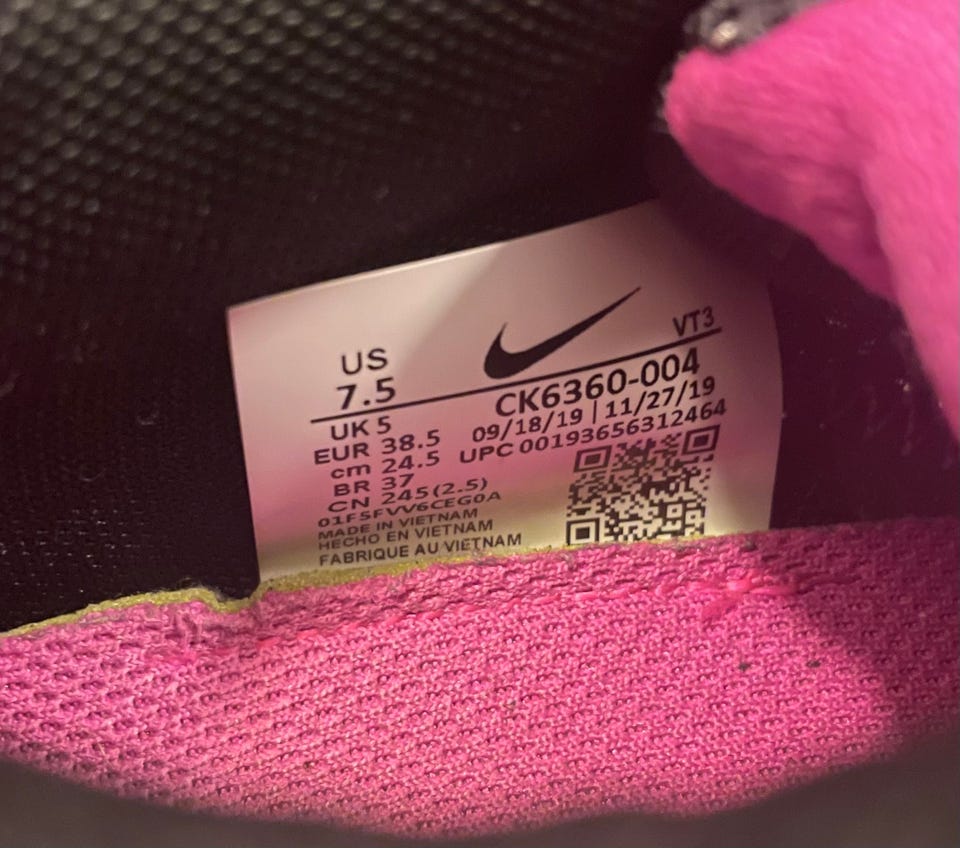 US
7.5
VT3
UK 5
EUR 38.5
cm 24.5
BR 37
CN 245(2.5)
CK6360-004
09/18/19 | 11/27/19
UPC 00193656312464
01F5FVV6CEG0A
MADE IN VIETNAM
HECHO EN VIETNAM
FABRIQUE AU VIETNAM